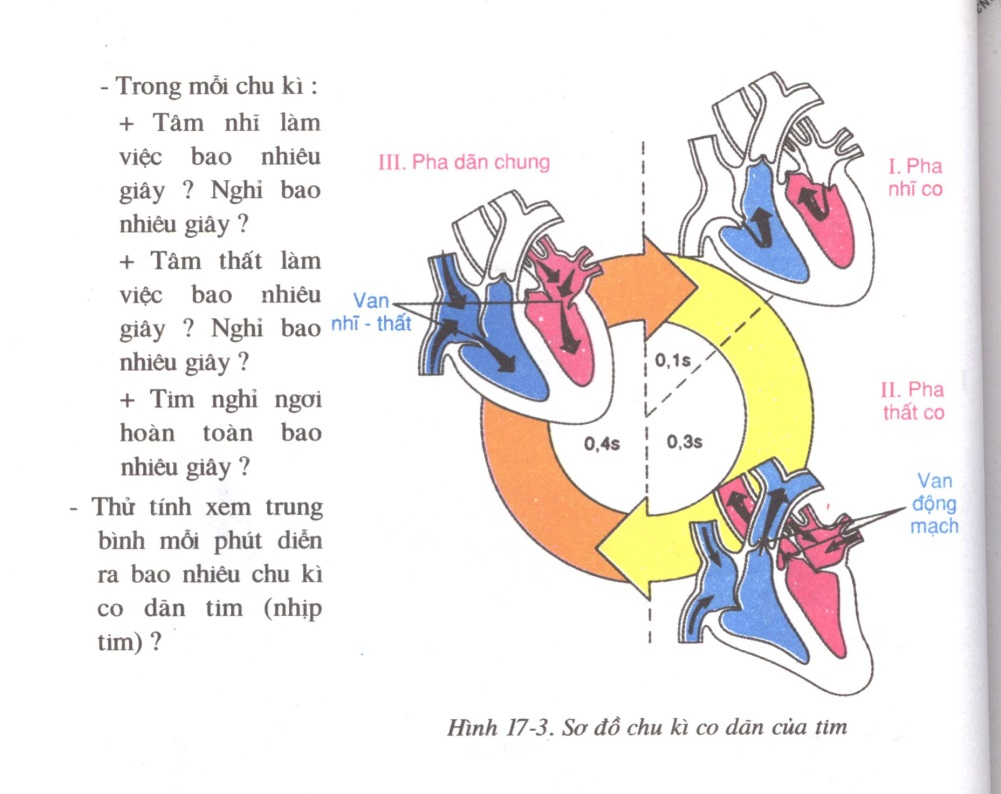 - Trong mỗi chu kì :
+ Tâm nhĩ làm
việc bao nhiêu
giây ? Nghỉ bao
nhiêu giây ?
+ Tâm thất làm
việc bao nhiêu
giây ? Nghỉ bao
nhiêu giây ?
+ Tim nghỉ ngơi
hoàn toàn bao
nhiêu giây ?
- Thử tính xem trung
bình mỗi phút diễn
ra bao nhiêu chu kì
co dãn tim (nhịp
tim) ?
III. Pha dãn chung
I. Pha
nhĩ co
Van
nhĩ - thất
0,1s
II. Pha
thất co
0,4s
0,3s
Van
động
mạch
Hình 17-3. Sơ đồ chu kì co dãn của tim